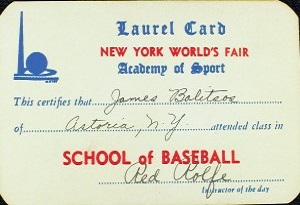 Laurel Card
NEW YORK WORLD'S FAIR
Academy of Sport
This certifies that James Balitsos
of Astoria, N.Y. attended class in
SCHOOL of BASEBALL
Red Rolfe
Instructor of the day